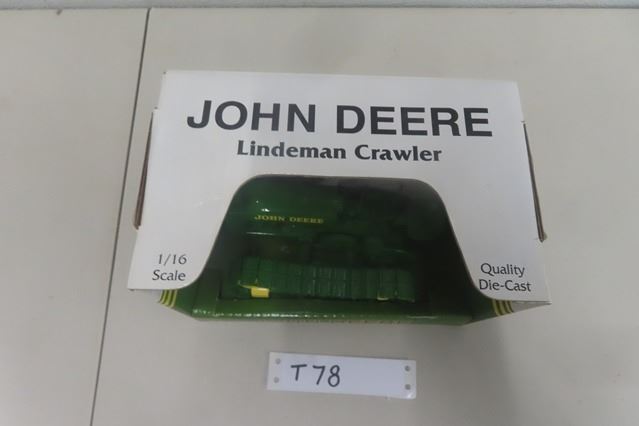 JOHN DEERE
Lindeman Crawler
JOHN DEERE
1/16
Scale
Quality
Die-Cast
T78